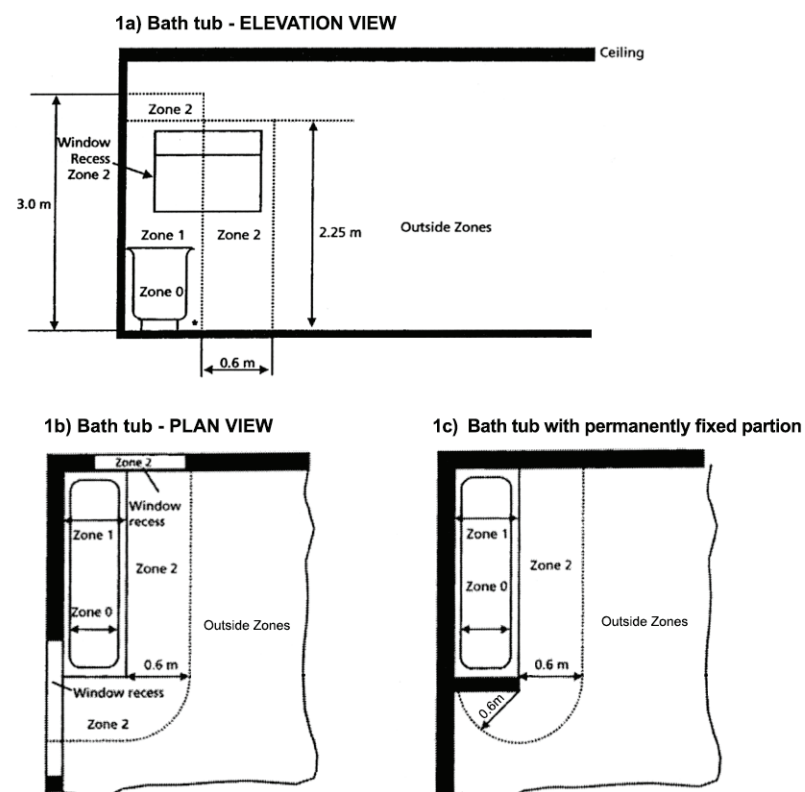 1a) Bath tub - ELEVATION VIEW
Ceiling
Zone 2
Window
Recess
Zone 2
3.0 m
Zone 1
Zone 2
2.25 m
Outside Zones
Zone 0
*
0.6 m
1b) Bath tub - PLAN VIEW
Zone 2
Window
recess
Zone 1
Zone 2
Zone 0
Outside Zones
0.6 m
Window recess
Zone 2
1c) Bath tub with permanently fixed partion
Zone 1
Zone 2
Zone 0
Outside Zones
0.6 m
0.6m